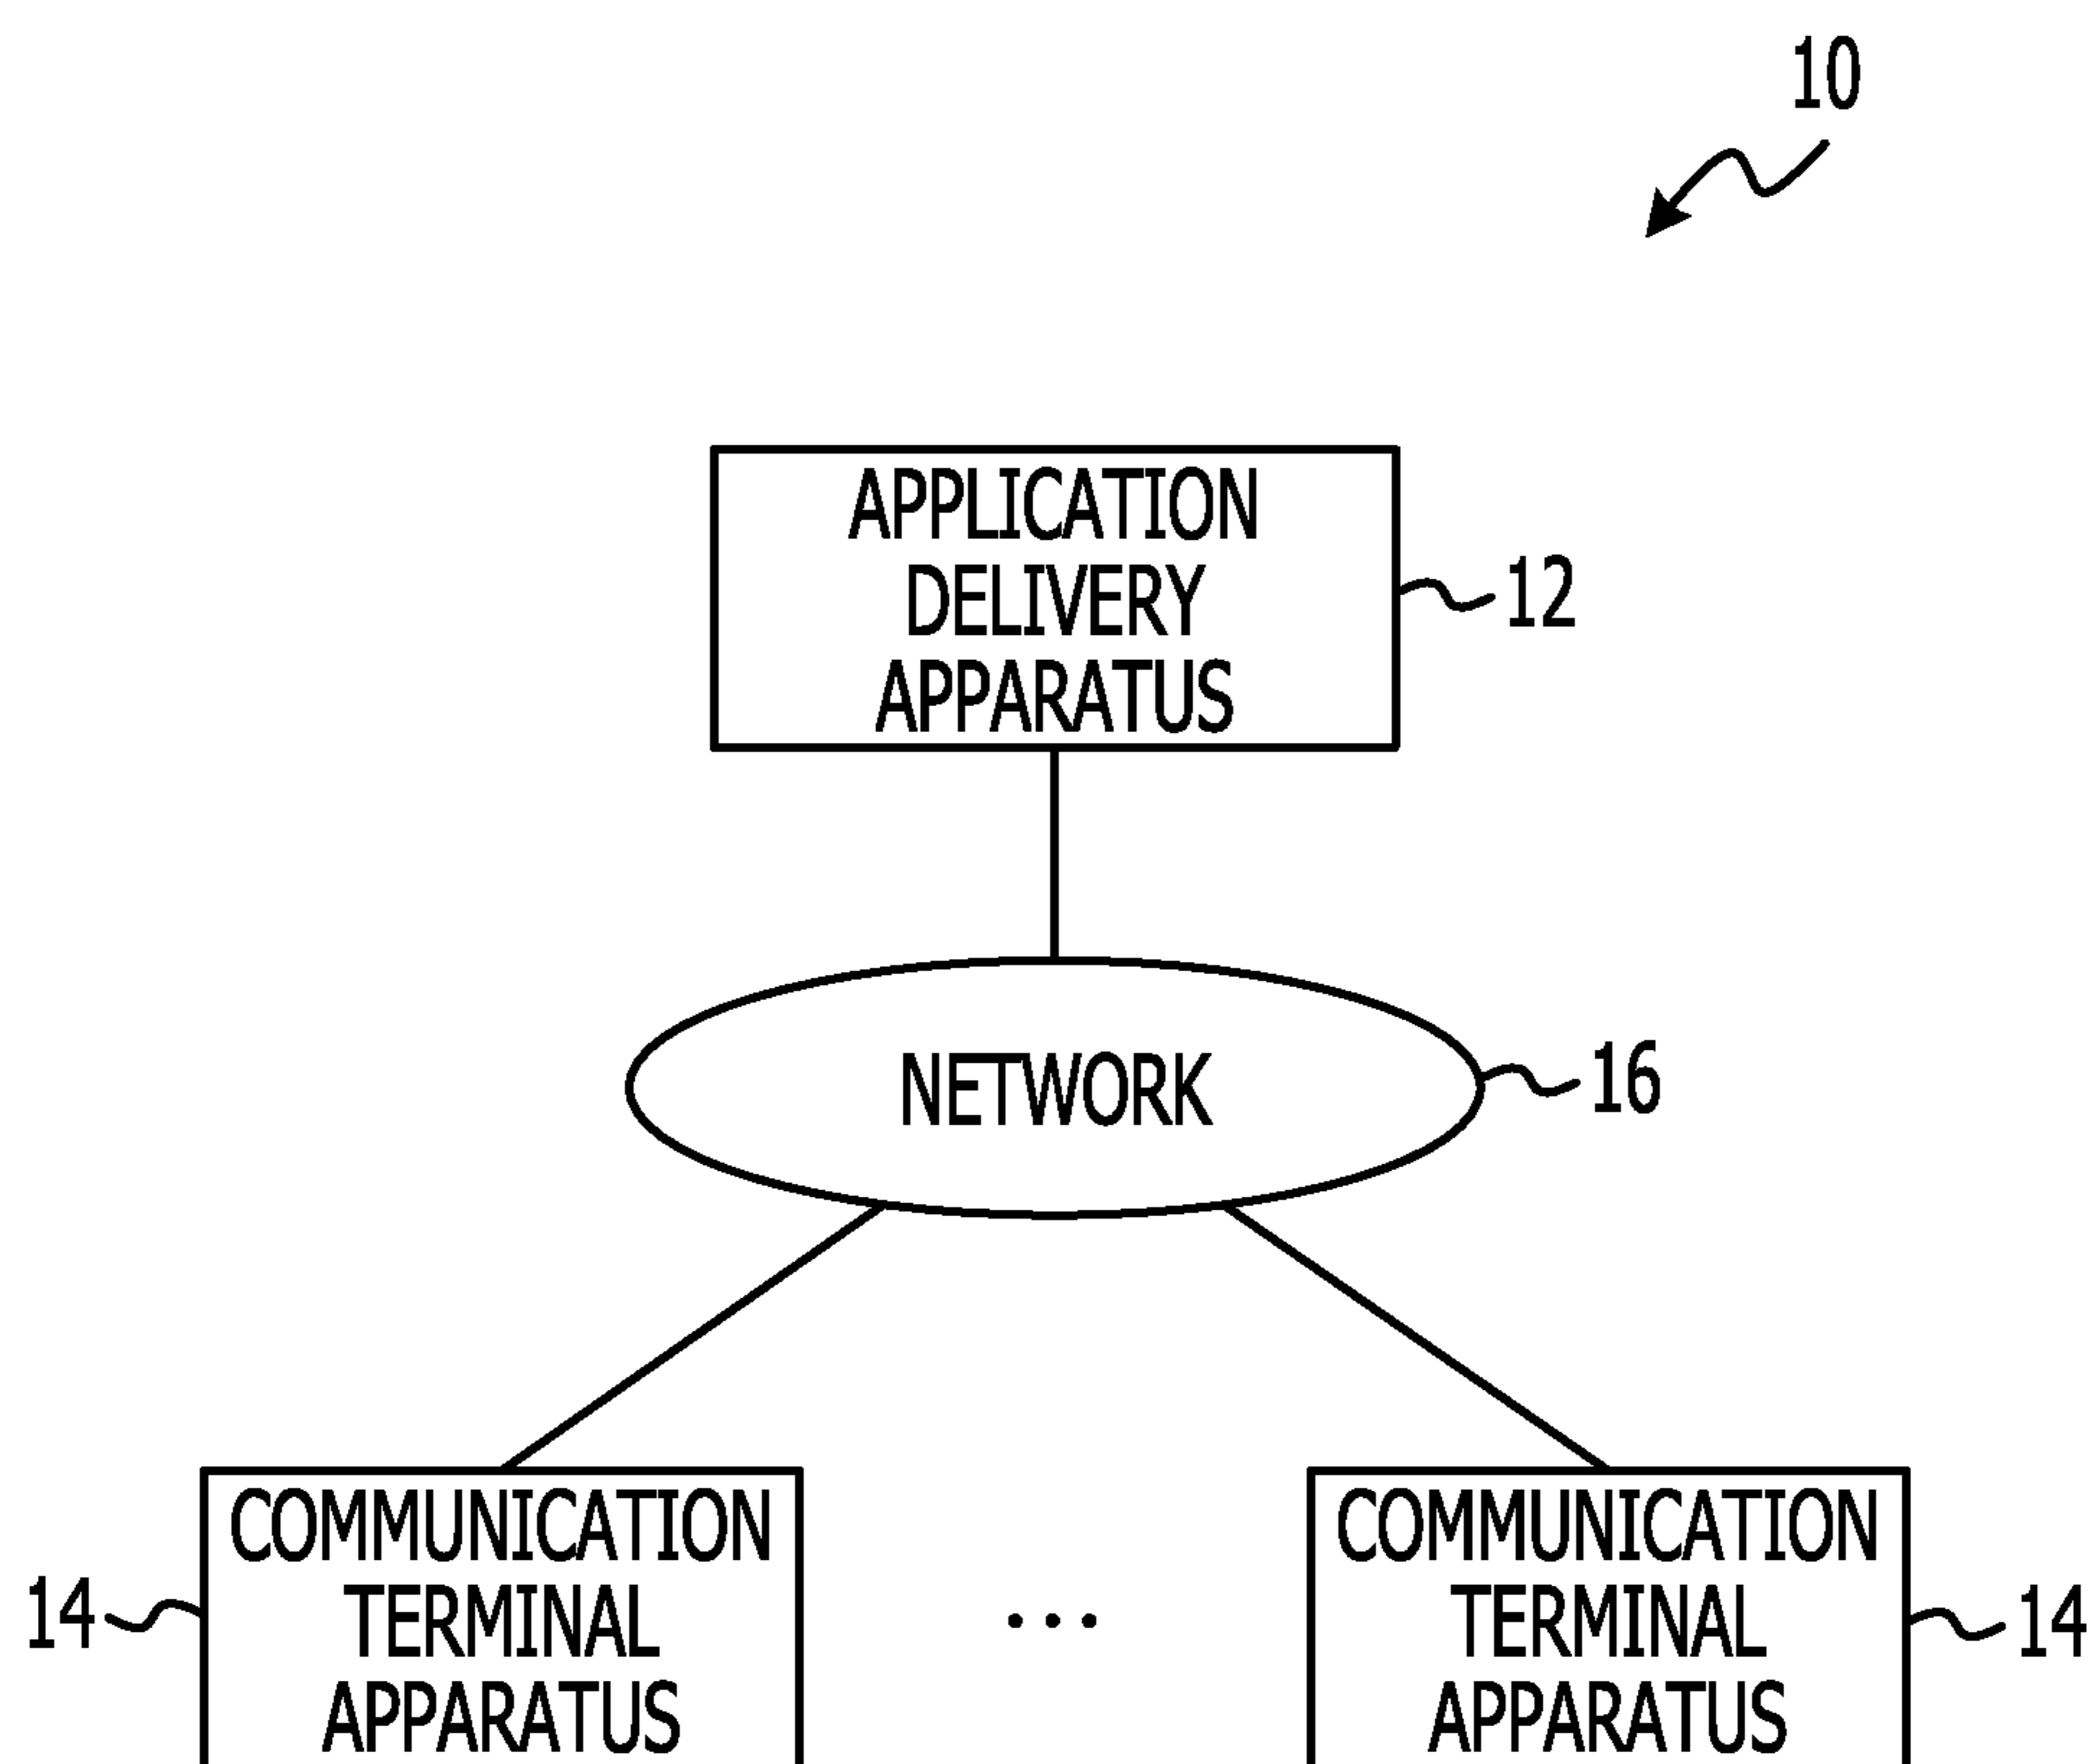 10
APPLICATION
DELIVERY
APPARATUS
12
NETWORK
16
COMMUNICATION
TERMINAL
APPARATUS
14
...
COMMUNICATION
TERMINAL
APPARATUS
14